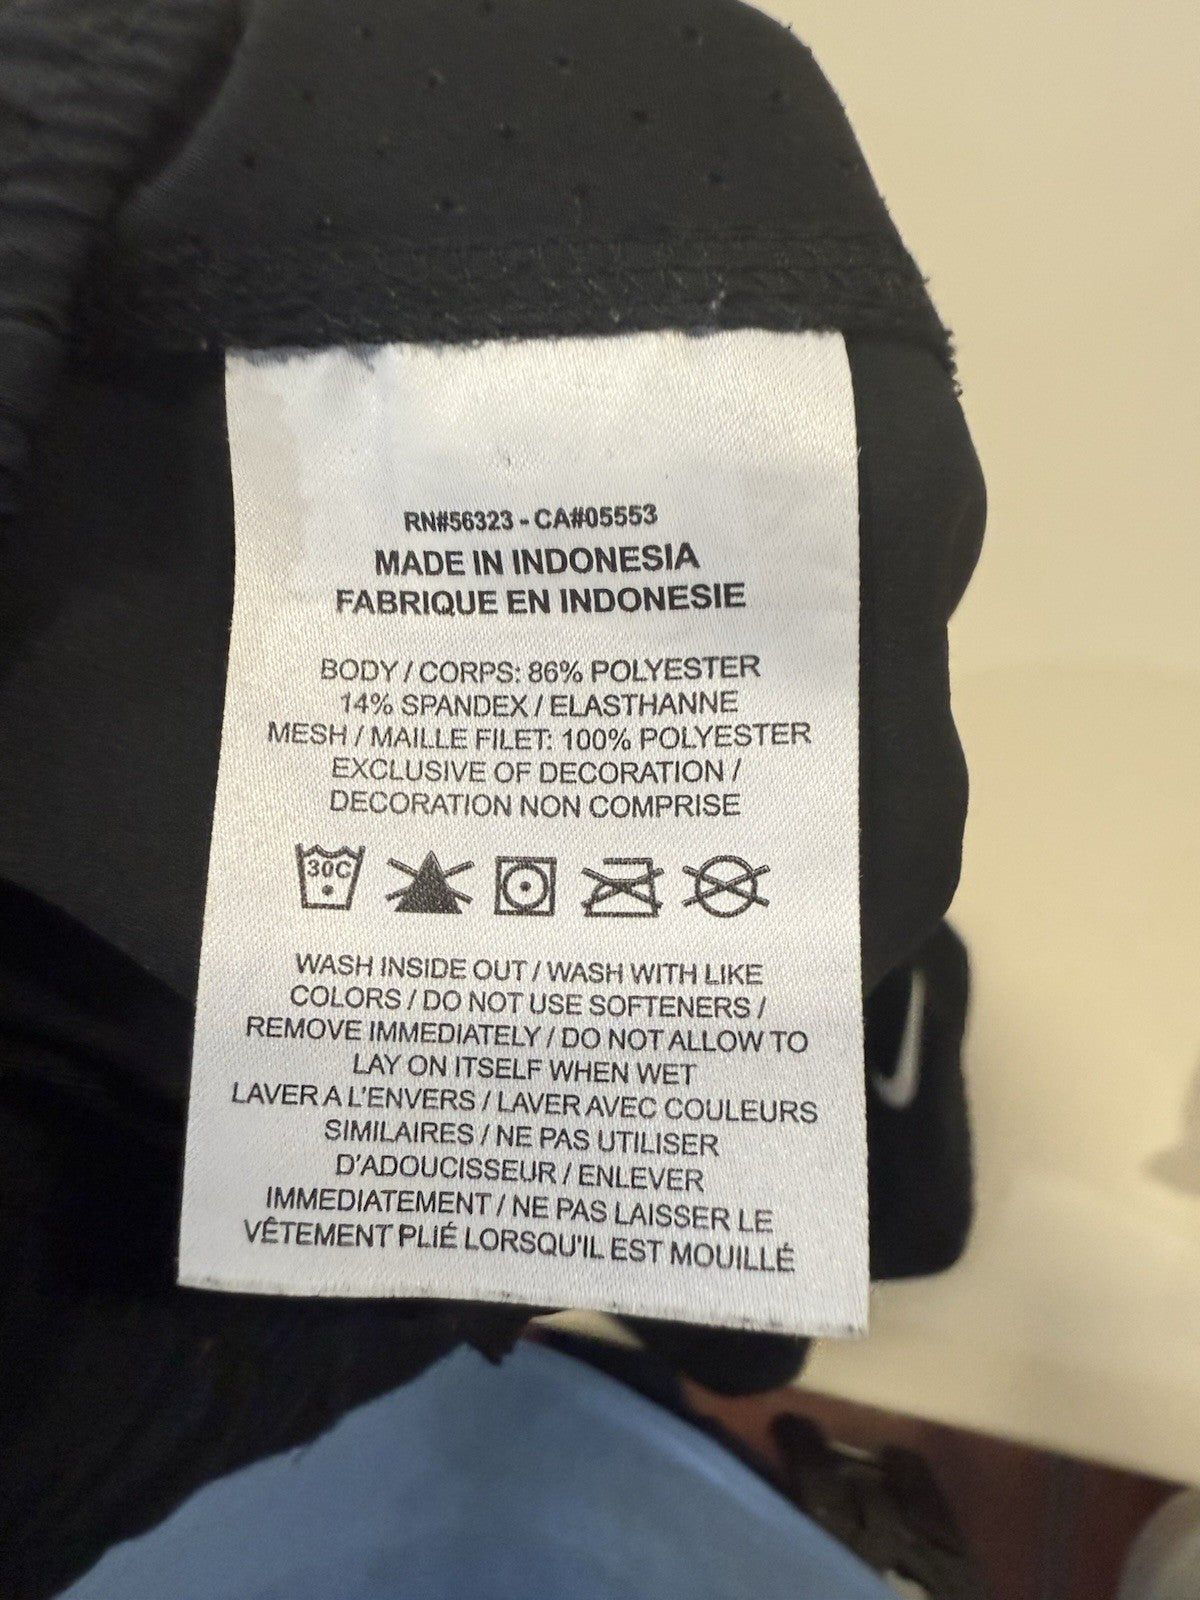 RN#56323 - CA#05553
MADE IN INDONESIA
FABRIQUE EN INDONESIE
BODY / CORPS: 86% POLYESTER
14% SPANDEX / ELASTHANNE
MESH / MAILLE FILET: 100% POLYESTER
EXCLUSIVE OF DECORATION /
DECORATION NON COMPRISE
30C
WASH INSIDE OUT / WASH WITH LIKE
COLORS / DO NOT USE SOFTENERS /
REMOVE IMMEDIATELY / DO NOT ALLOW TO
LAY ON ITSELF WHEN WET
LAVER A L'ENVERS / LAVER AVEC COULEURS
SIMILAIRES / NE PAS UTILISER
D'ADOUCISSEUR / ENLEVER
IMMEDIATEMENT / NE PAS LAISSER LE
VÊTEMENT PLIÉ LORSQU'IL EST MOUILLÉ